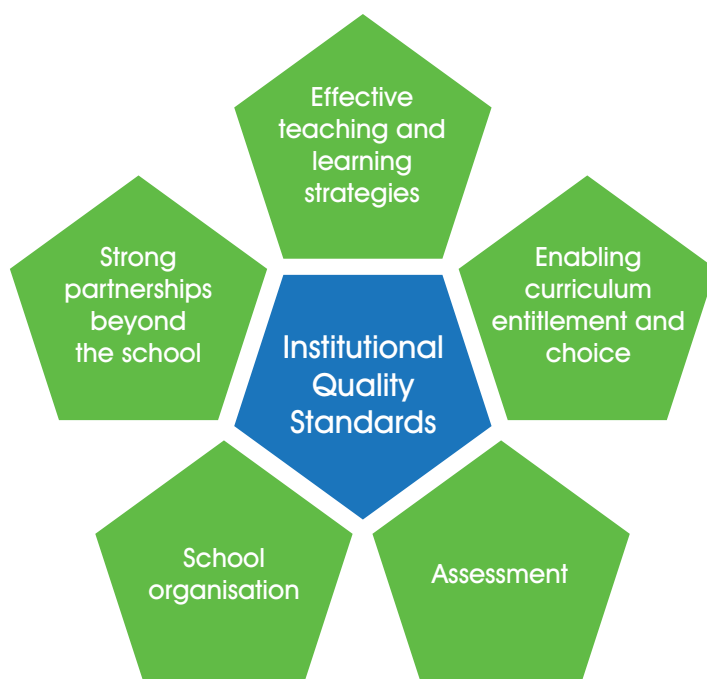 Effective
teaching and
learning
strategies
Strong
partnerships
beyond
the school
Enabling
curriculum
entitlement and
choice
Institutional
Quality
Standards
School
organisation
Assessment